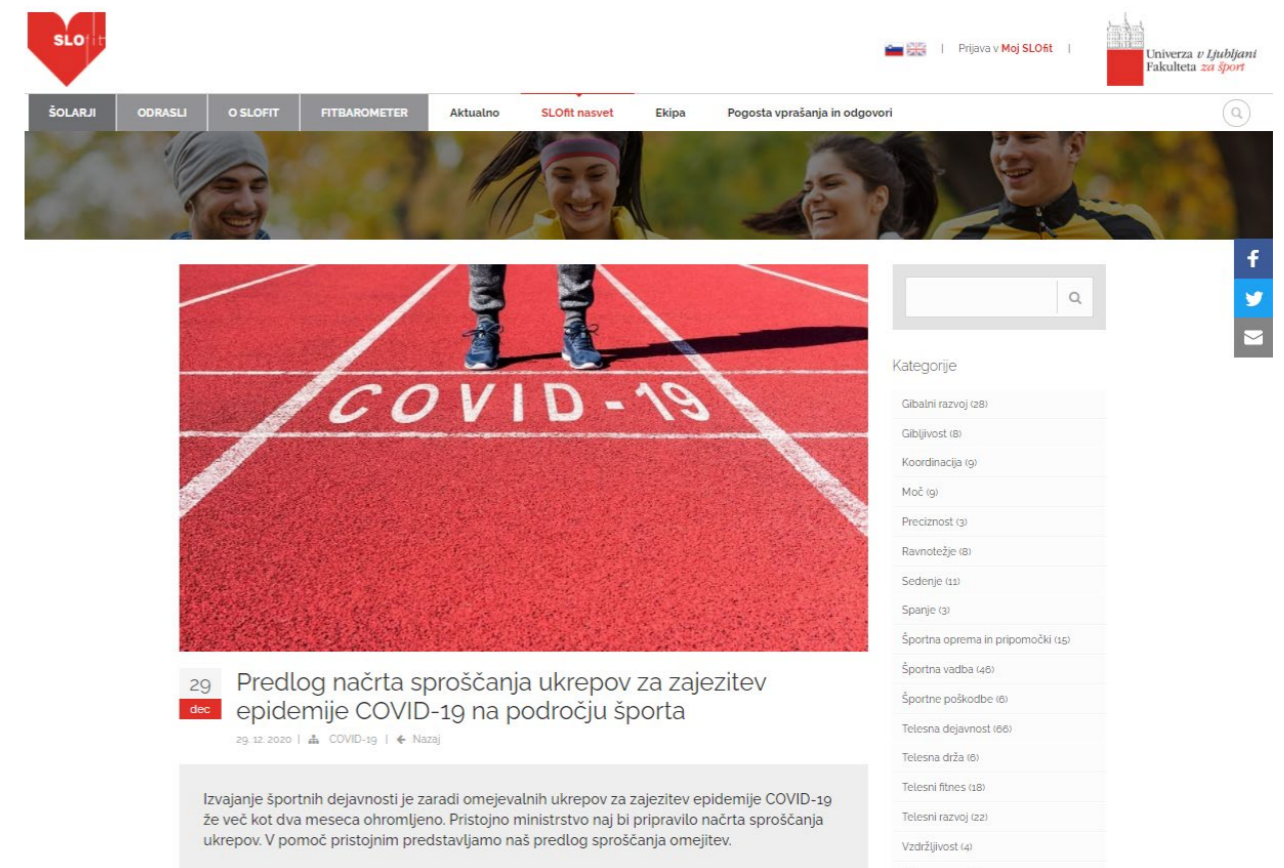 SLOfit
Prijava v Moj SLOfit
Univerza v Ljubljani
Fakulteta za šport
ŠOLARJI ODRASLI O SLOFIT FITBAROMETER Aktualno SLOfit nasvet Ekipa Pogosta vprašanja in odgovori
COVID-19
29
dec
Predlog načrta sproščanja ukrepov za zajezitev
epidemije COVID-19 na področju športa
29. 12. 2020 | COVID-19 | Nazaj
Izvajanje športnih dejavnosti je zaradi omejevalnih ukrepov za zajezitev epidemije COVID-19
že več kot dva meseca ohromljeno. Pristojno ministrstvo naj bi pripravilo načrta sproščanja
ukrepov. V pomoč pristojnim predstavljamo naš predlog sproščanja omejitev.
Kategorije
Gibalni razvoj (28)
Gibljivost (8)
Koordinacija (9)
Moč (9)
Preciznost (3)
Ravnotežje (8)
Sedenje (11)
Spanje (3)
Športna oprema in pripomočki (15)
Športna vadba (46)
Športne poškodbe (6)
Telesna dejavnost (66)
Telesna drža (6)
Telesni fitnes (18)
Telesni razvoj (22)
Vzdržljivost (4)